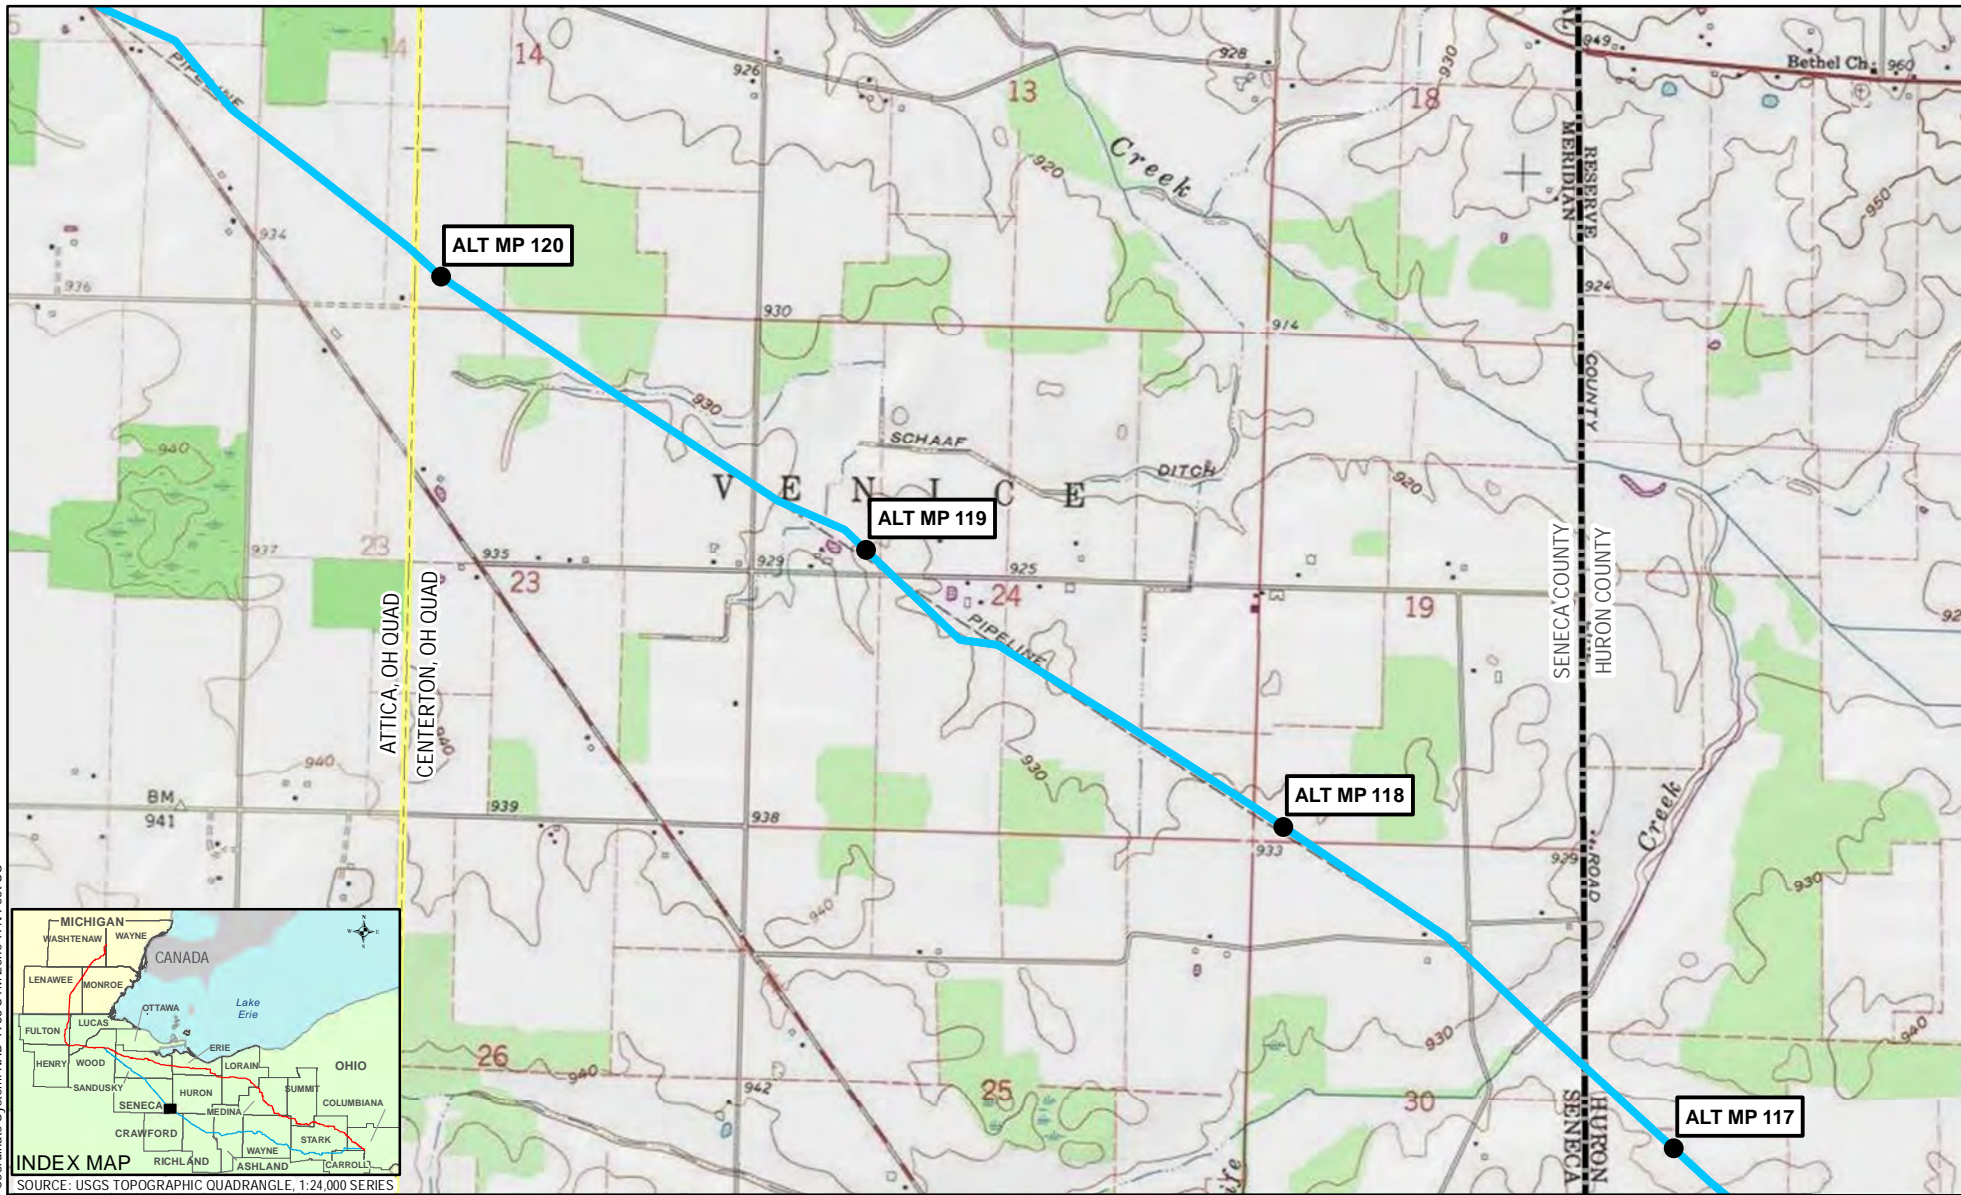 14
14
926
928
930
949
Bethel Ch
960
PIPELINE
13
18
Creek
920
MERIDIAN
RESERVE
950
934
ALT MP 120
936
930
914
924
COUNTY
930
940
SCHAAF
DITCH
920
V E N I C E
ALT MP 119
937
23
935
23
929
925
24
19
SENECA COUNTY
HURON COUNTY
ATTICA, OH QUAD
CENTERTON, OH QUAD
PIPELINE
940
940
930
ALT MP 118
BM
941
939
938
933
939
ROAD
Creek
930
940
930
940
26
940
942
25
30
SENECA
HURON
ALT MP 117
MICHIGAN
WASHTENAW
WAYNE
CANADA
LENAWEE
MONROE
Lake
Erie
OTTAWA
FULTON
LUCAS
ERIE
HENRY
WOOD
LORAIN
OHIO
SANDUSKY
HURON
SUMMIT
SENECA
MEDINA
COLUMBIANA
CRAWFORD
STARK
WAYNE
RICHLAND
ASHLAND
CARROLL
N
W
E
S
INDEX MAP
SOURCE: USGS TOPOGRAPHIC QUADRANGLE, 1:24,000 SERIES